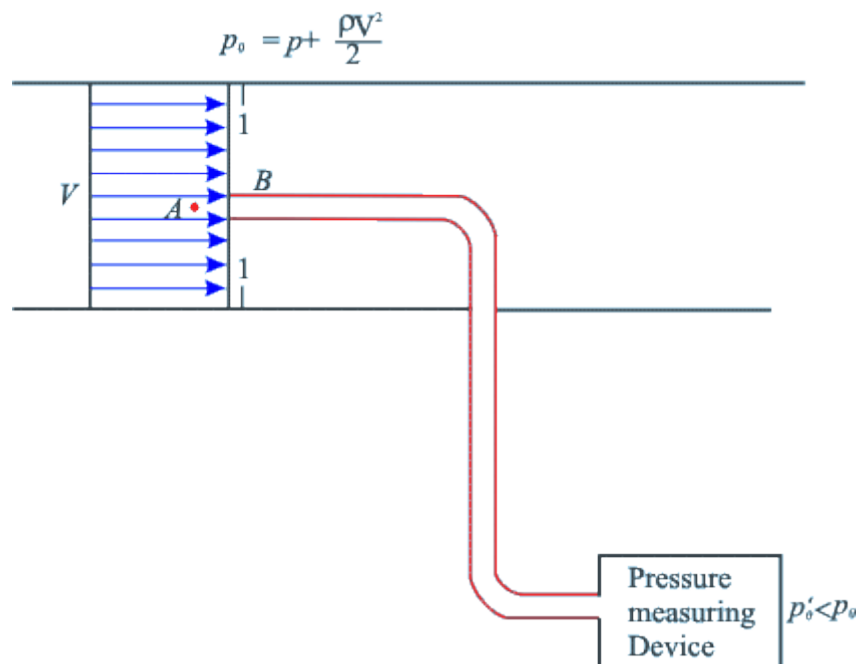 p₀ = p + ρV²/2
1
B
V
A
1
Pressure
measuring
Device
p₀′<p₀